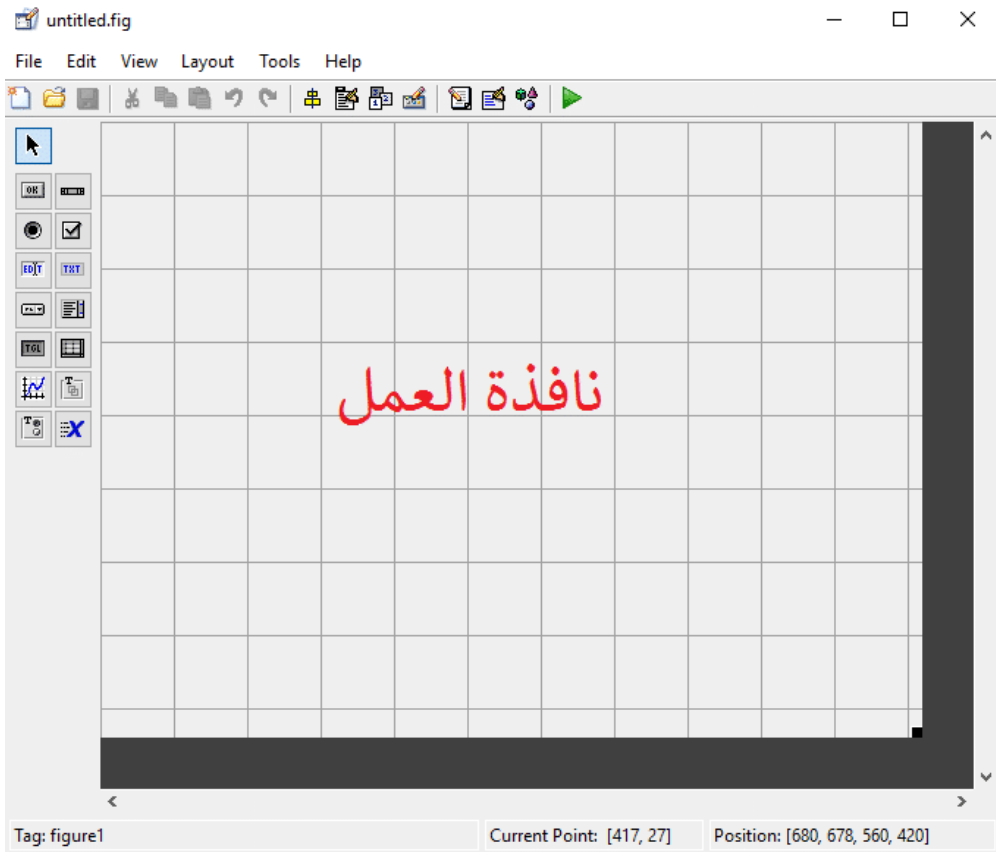 untitled.fig
File Edit View Layout Tools Help
OK
EDIT TXT
TGL
نافذة العمل
Tag: figure1 Current Point: [417, 27] Position: [680, 678, 560, 420]